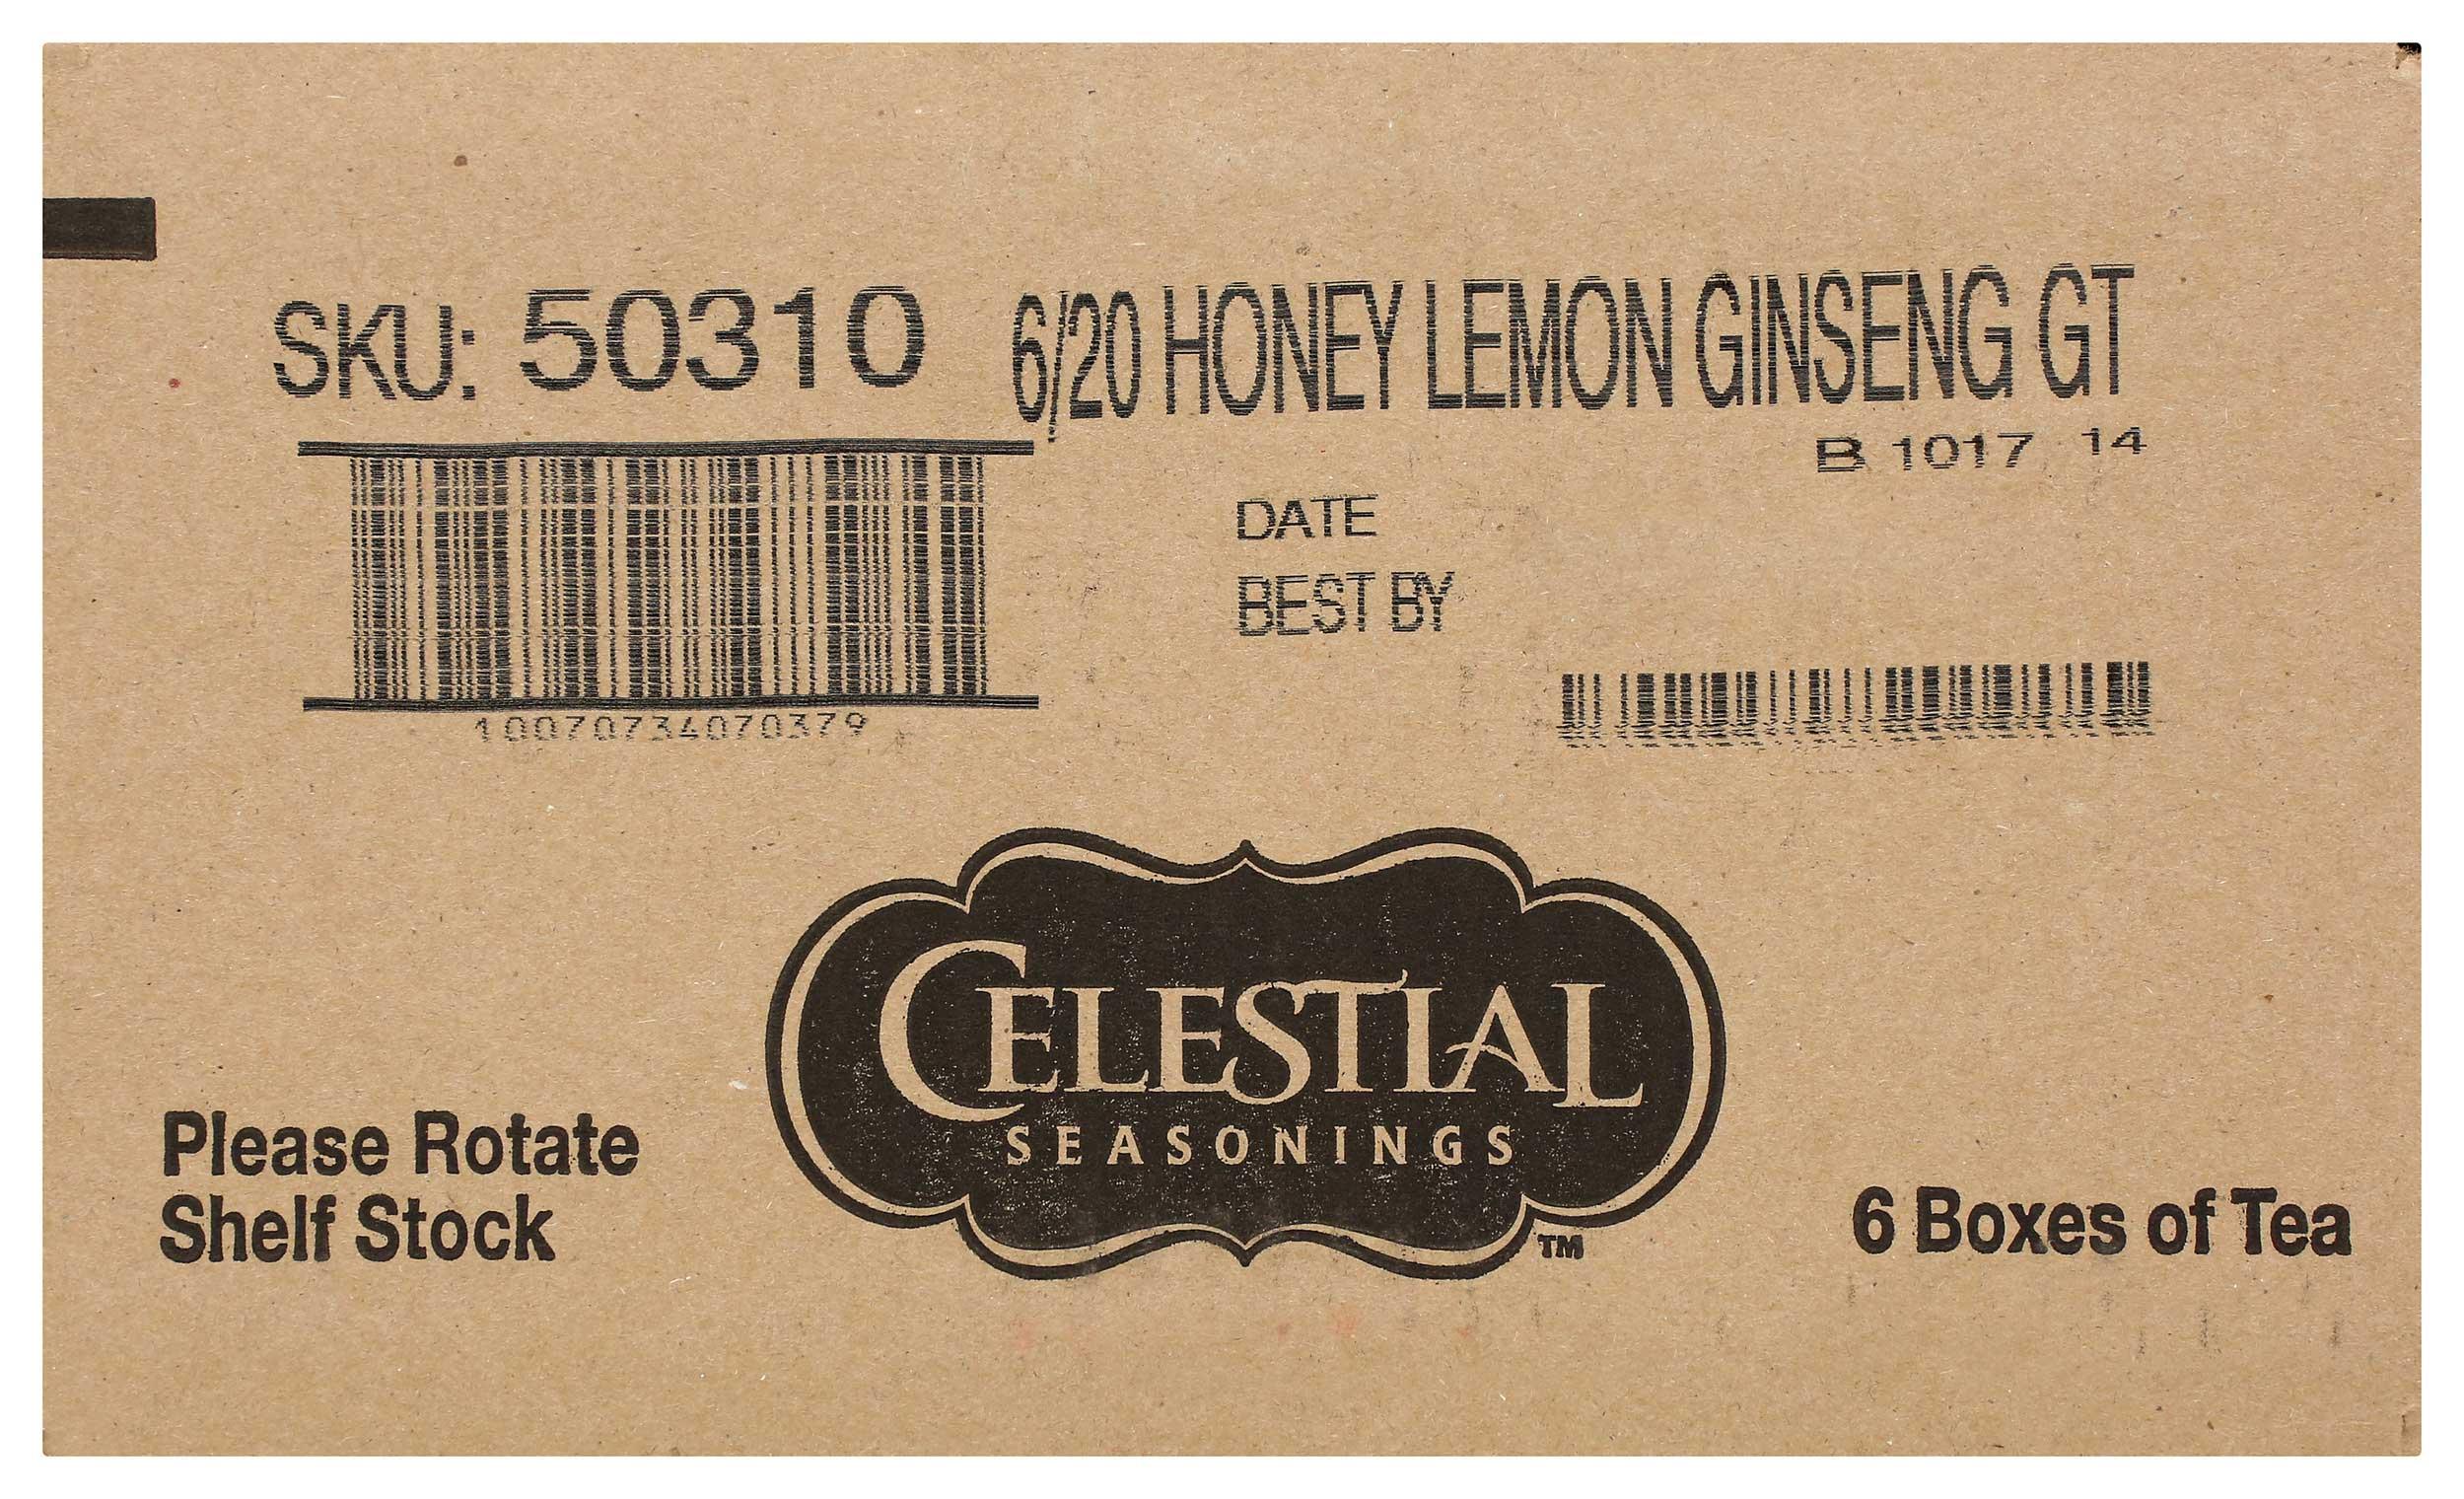 SKU: 50310 6/20 HONEY LEMON GINSENG GT
B 1017 14
DATE
BEST BY
10070734070379
CELESTIAL
SEASONINGS
TM
Please Rotate
Shelf Stock
6 Boxes of Tea